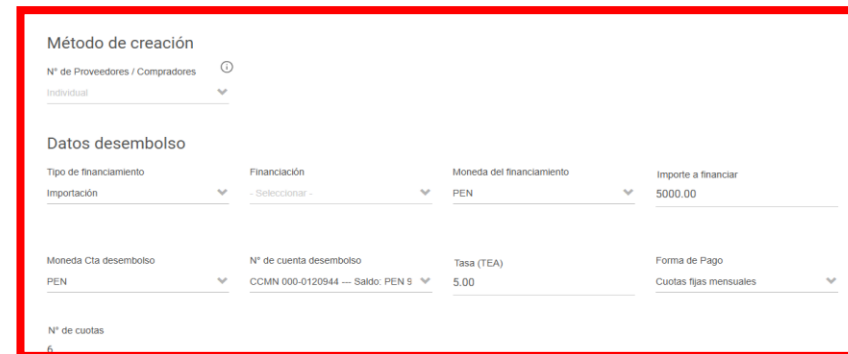 Método de creación
N° de Proveedores / Compradores
Individual
Datos desembolso
Tipo de financiamiento Financiación Moneda del financiamiento Importe a financiar
Importación - Seleccionar - PEN 5000.00
Moneda Cta desembolso N° de cuenta desembolso Tasa (TEA) Forma de Pago
PEN CCMN 000-0120944 --- Saldo: PEN 9 5.00 Cuotas fijas mensuales
N° de cuotas
6